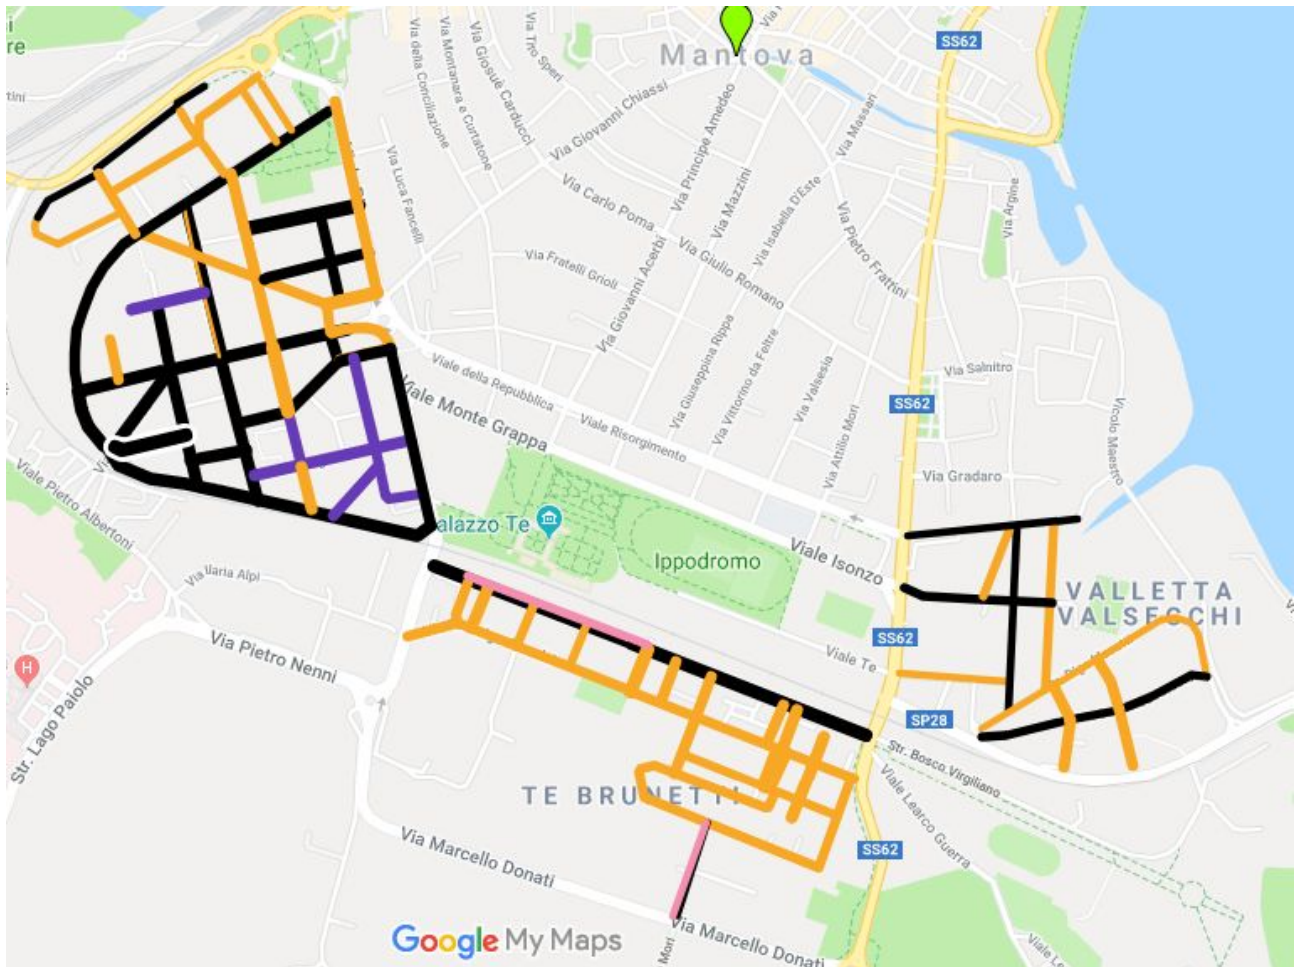 Mantova
SS62
re
Via Tito Speri
Via Giosuè Carducci
Via Montanara e Curtatone
Via della Conciliazione
Via Giovanni Chiassi
Via Principe Amedeo
Via Massari
Via Luca Fancelli
Via Carlo Poma
Via Mazzini
Via Isabella D'Este
Via Argine
Via Giulio Romano
Via Pietro Frattini
Via Fratelli Grioli
Via Giovanni Acerbi
Via Giuseppina Rippa
Via Vittorino da Feltre
Via Valsesia
Via Salnitro
Viale della Repubblica
Viale Monte Grappa
Viale Risorgimento
SS62
Via Attilio Mori
Vicolo Maestro
Via Gradaro
Viale Pietro Albertoni
alazzo Te
Ippodromo
Viale Isonzo
Via Ilaria Alpi
VALLETTA
VALSECCHI
SS62
Via Pietro Nenni
Viale Te
H
Str. Lago Paiolo
SP28
Str. Bosco Virgiliano
TE BRUNETTI
Viale Learco Guerra
Via Marcello Donati
SS62
Via Marcello Donati
Mori
Viale Le
Google My Maps